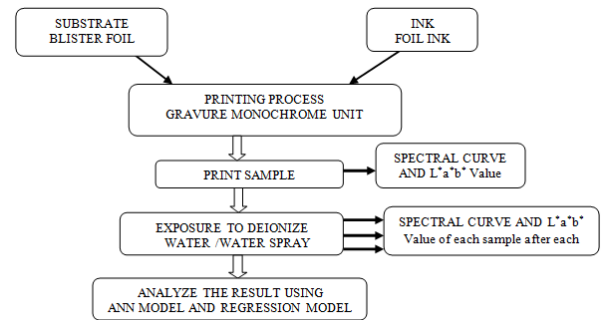 SUBSTRATE
BLISTER FOIL
INK
FOIL INK
PRINTING PROCESS
GRAVURE MONOCHROME UNIT
PRINT SAMPLE
SPECTRAL CURVE
AND L*a*b* Value
EXPOSURE TO DEIONIZE
WATER /WATER SPRAY
SPECTRAL CURVE AND L*a*b*
Value of each sample after each
ANALYZE THE RESULT USING
ANN MODEL AND REGRESSION MODEL